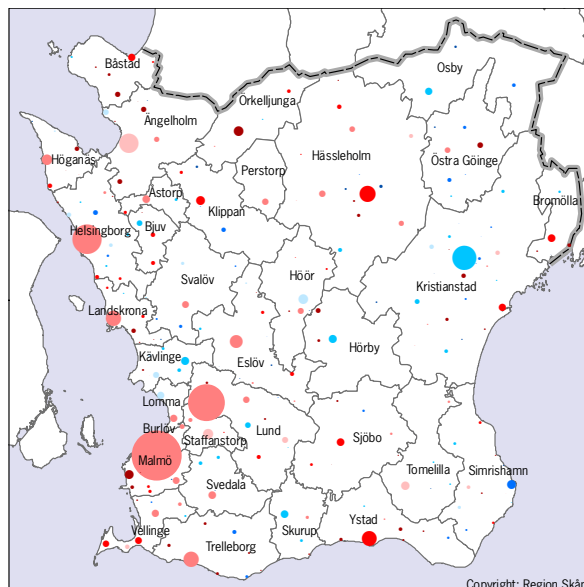 Osby
Båstad
Örkelljunga
Ängelholm
Hässleholm
Östra Göinge
Höganäs
Perstorp
Åstorp
Bromölla
Klippan
Bjuv
Helsingborg
Höör
Svalöv
Kristianstad
Landskrona
Hörby
Kävlinge
Eslöv
Lomma
Burlöv
Lund
Staffanstorp
Sjöbo
Malmö
Tomelilla
Simrishamn
Svedala
Ystad
Vellinge
Skurup
Trelleborg
Copyright: Region Skån